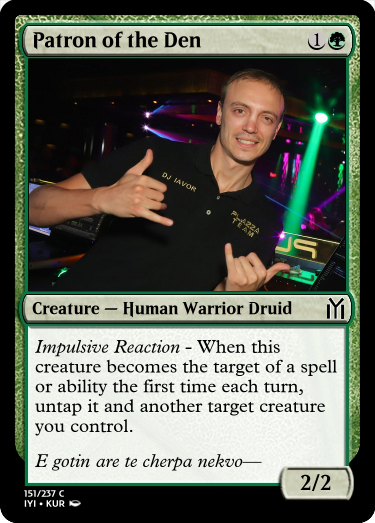 Patron of the Den
1
DJ IAVOR
PLAZZA
TEAM
Creature — Human Warrior Druid
Impulsive Reaction - When this
creature becomes the target of a spell
or ability the first time each turn,
untap it and another target creature
you control.
E gotin are te cherpa nekvo—
2/2
151/237 C
IYI • KUR